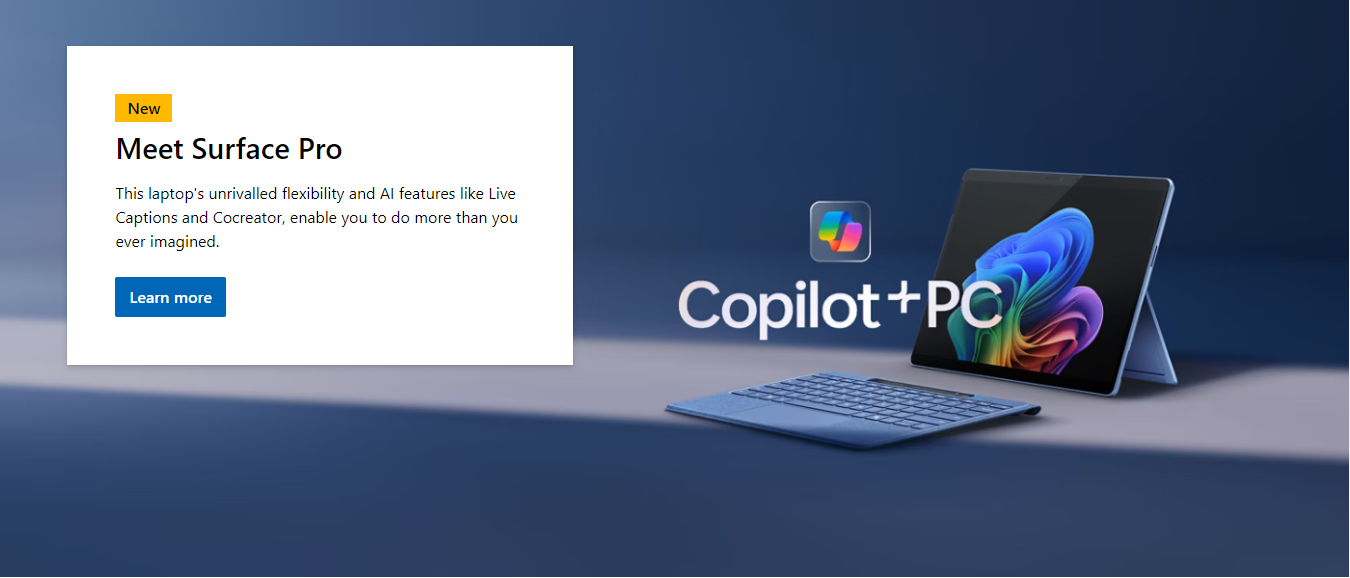 New
Meet Surface Pro
This laptop's unrivalled flexibility and AI features like Live
Captions and Cocreator, enable you to do more than you
ever imagined.
Learn more
Copilot+PC